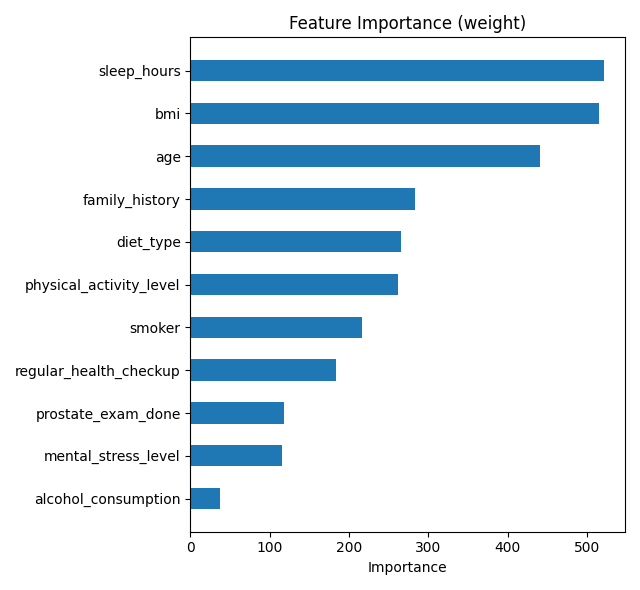 Feature Importance (weight)
sleep_hours
bmi
age
family_history
diet_type
physical_activity_level
smoker
regular_health_checkup
prostate_exam_done
mental_stress_level
alcohol_consumption
0 100 200 300 400 500
Importance